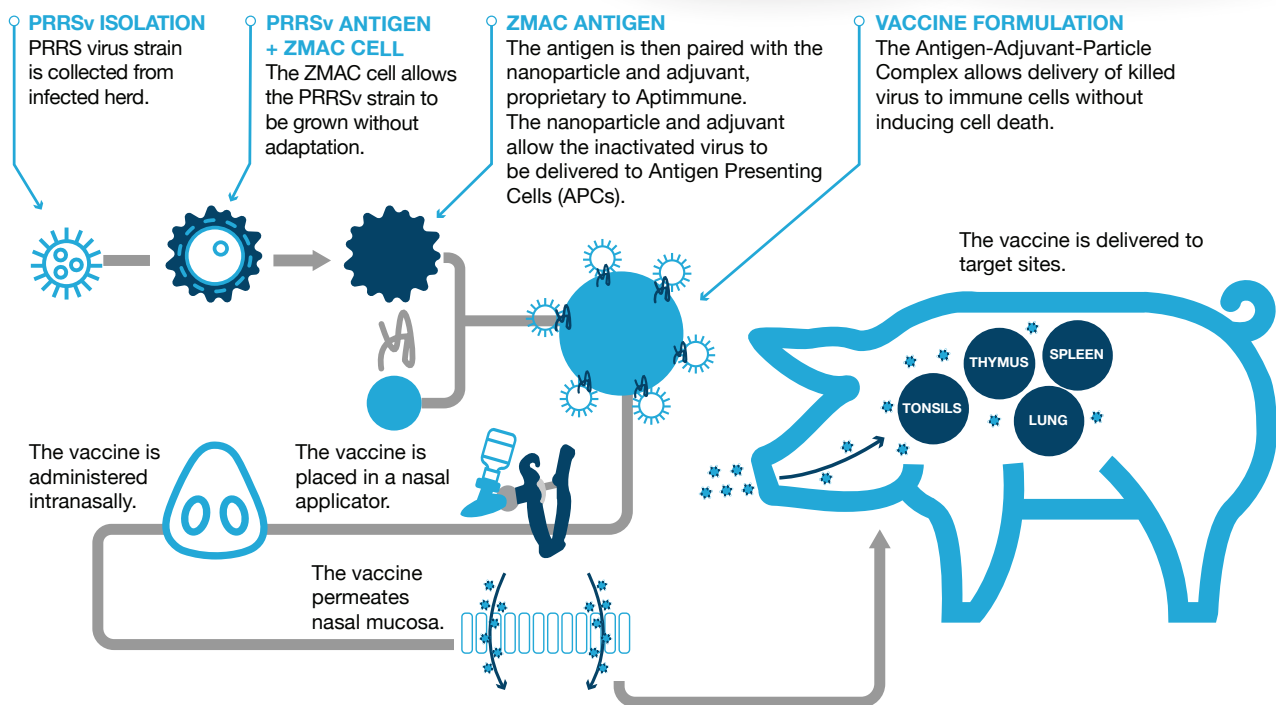 PRRSv ISOLATION
PRRS virus strain
is collected from
infected herd.
PRRSv ANTIGEN
+ ZMAC CELL
The ZMAC cell allows
the PRRSv strain to
be grown without
adaptation.
ZMAC ANTIGEN
The antigen is then paired with the
nanoparticle and adjuvant,
proprietary to Aptimmune.
The nanoparticle and adjuvant
allow the inactivated virus to
be delivered to Antigen Presenting
Cells (APCs).
VACCINE FORMULATION
The Antigen-Adjuvant-Particle
Complex allows delivery of killed
virus to immune cells without
inducing cell death.
The vaccine is delivered to
target sites.
THYMUS
SPLEEN
TONSILS
LUNG
The vaccine is
administered
intranasally.
The vaccine is
placed in a nasal
applicator.
The vaccine
permeates
nasal mucosa.